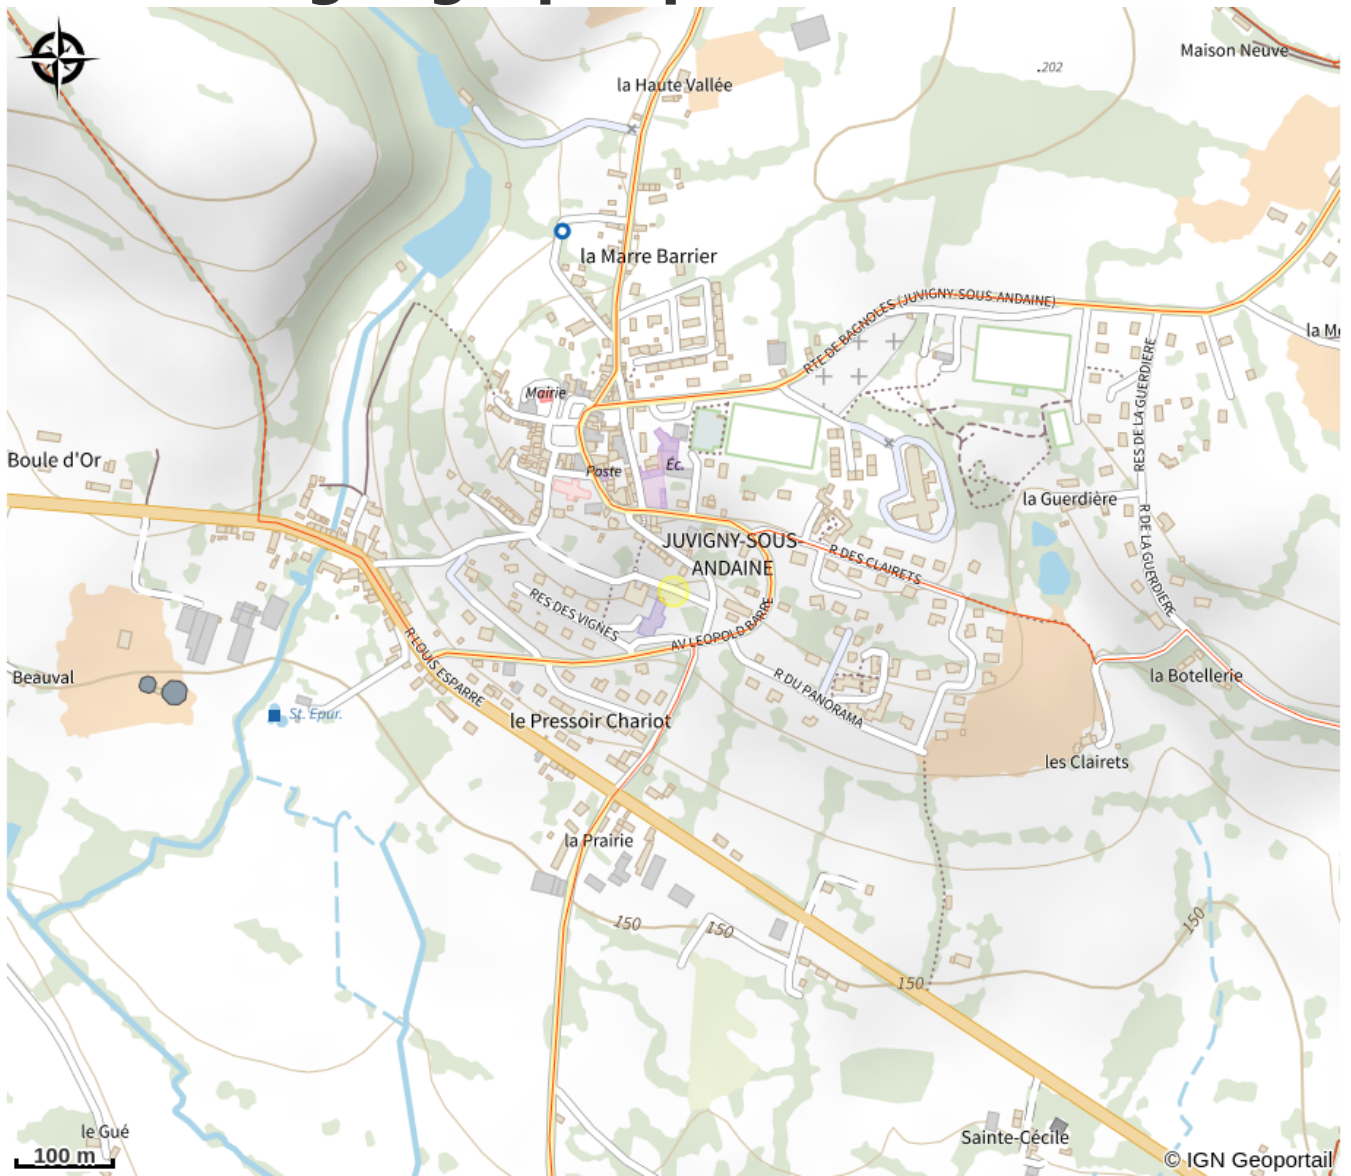 Maison Neuve
202
la Haute Vallée
la Marre Barrier
RTE DE BAGNOLES (JUVIGNY-SOUS-ANDAINE)
Mairie
RES DE LA GUERDIERE
Boule d'Or
Poste
Éc.
la Guerdière
R DE LA GUERDIERE
JUVIGNY-SOUS-
ANDAINE
R DES CLAIRETS
RES DES VIGNES
AV LEOPOLD BARRE
R LOUIS ESPARRE
Beauval
R DU PANORAMA
la Botellerie
St. Epur.
le Pressoir Chariot
les Clairets
la Prairie
150
150
150
150
le Gué
Sainte-Cécile
100 m
© IGN Geoportail